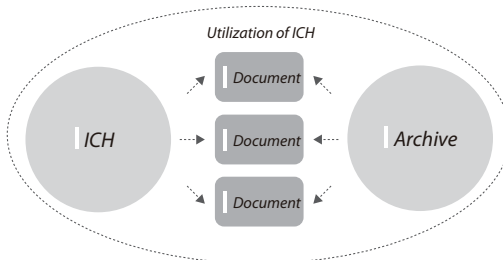 Utilization of ICH
Document
ICH
Document
Archive
Document